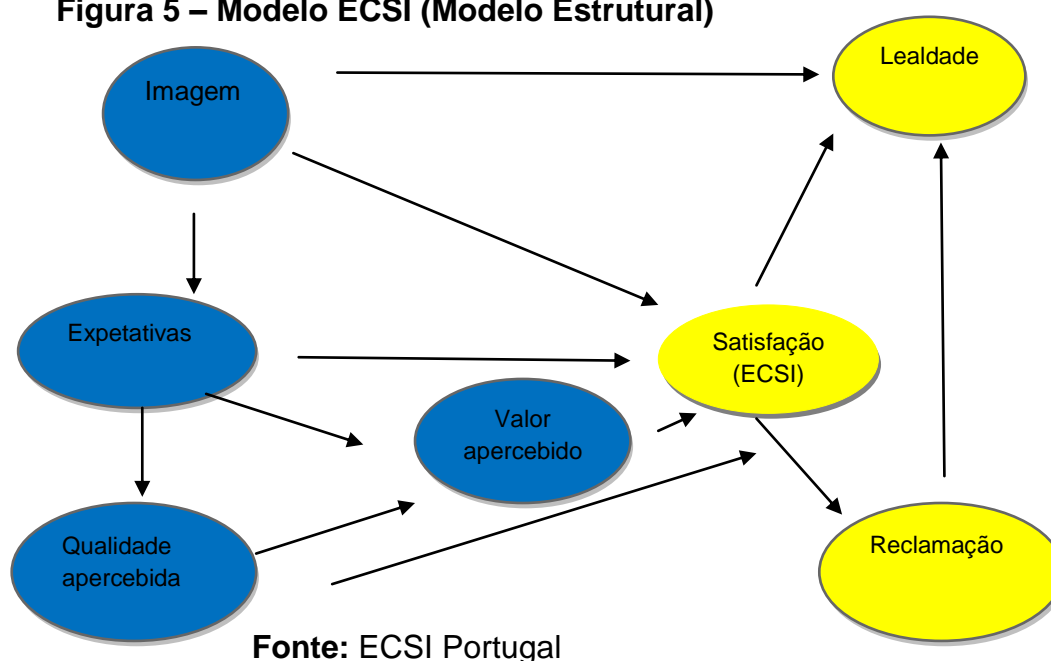 Figura 5 – Modelo ECSI (Modelo Estrutural)
Imagem
Lealdade
Expetativas
Satisfação
(ECSI)
Valor
apercebido
Qualidade
apercebida
Reclamação
Fonte: ECSI Portugal